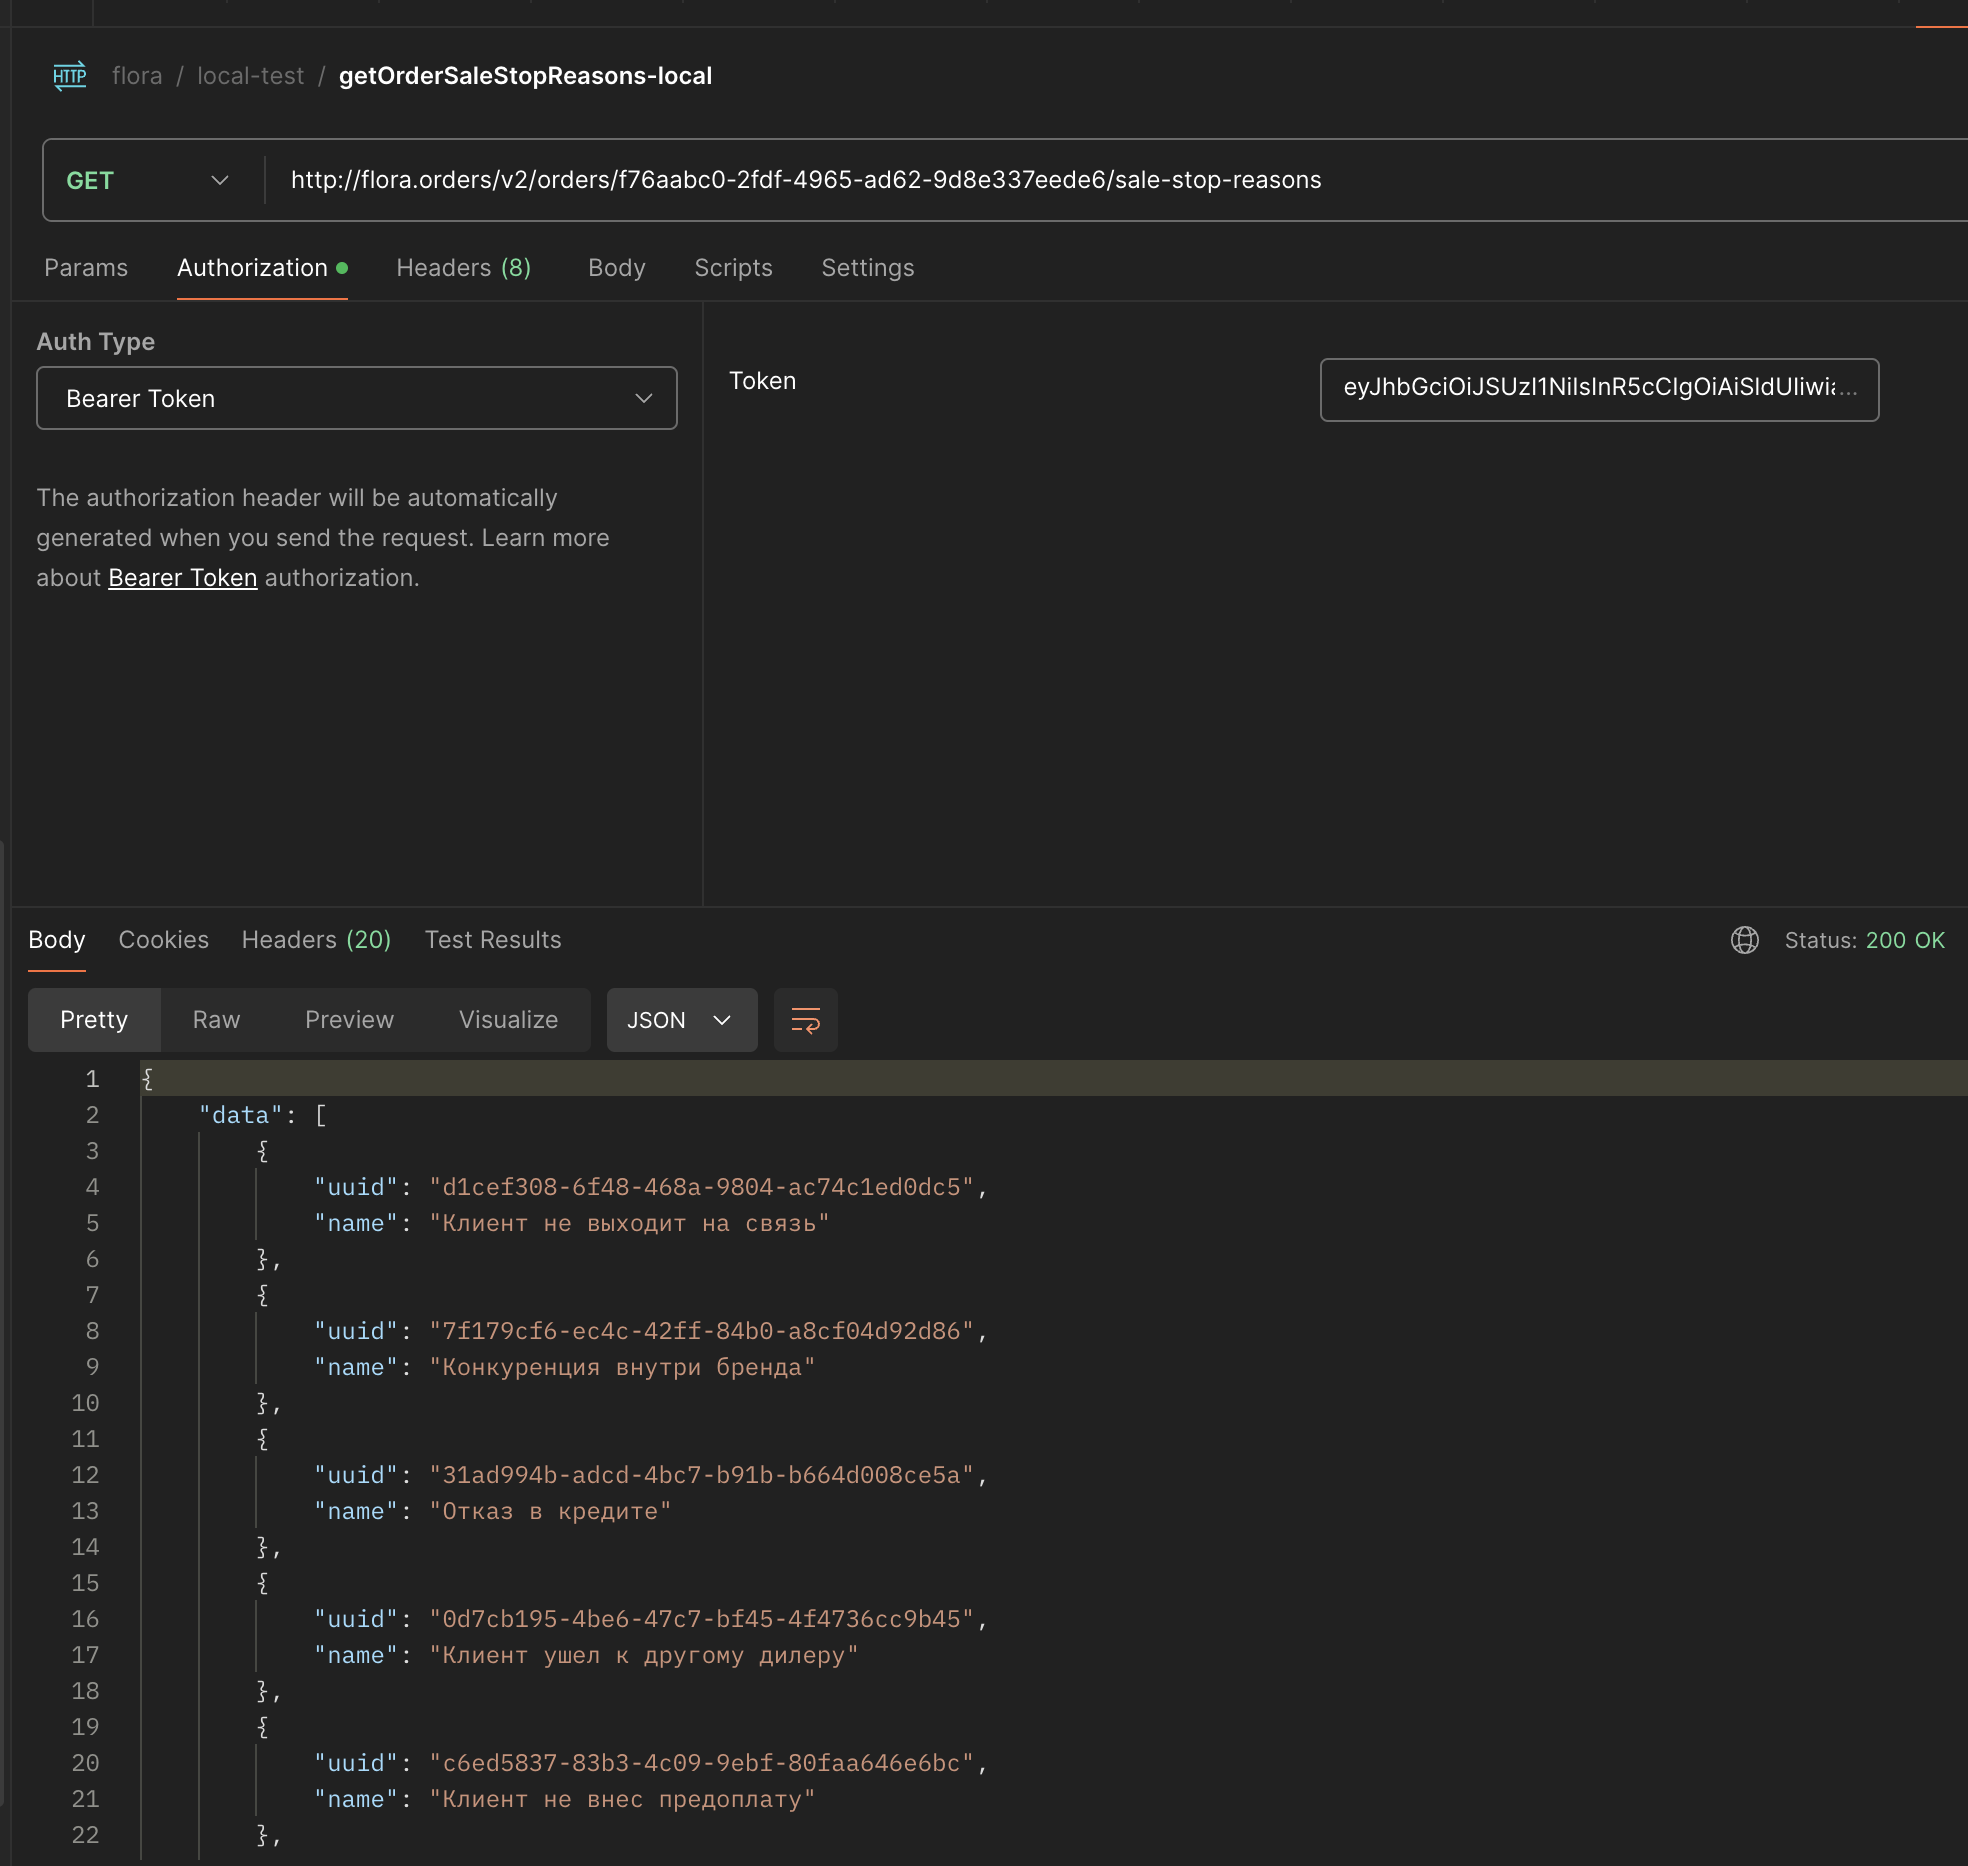 HTTP flora / local-test / getOrderSaleStopReasons-local
GET http://flora.orders/v2/orders/f76aabc0-2fdf-4965-ad62-9d8e337eede6/sale-stop-reasons
Params Authorization Headers (8) Body Scripts Settings
Auth Type
Bearer Token
Token eyJhbGciOiJSUzI1NiIsInR5cCIgOiAiSldUIiwia...
The authorization header will be automatically
generated when you send the request. Learn more
about Bearer Token authorization.
Body Cookies Headers (20) Test Results Status: 200 OK
Pretty Raw Preview Visualize JSON
1 {
2 "data": [
3 {
4 "uuid": "d1cef308-6f48-468a-9804-ac74c1ed0dc5",
5 "name": "Клиент не выходит на связь"
6 },
7 {
8 "uuid": "7f179cf6-ec4c-42ff-84b0-a8cf04d92d86",
9 "name": "Конкуренция внутри бренда"
10 },
11 {
12 "uuid": "31ad994b-adcd-4bc7-b91b-b664d008ce5a",
13 "name": "Отказ в кредите"
14 },
15 {
16 "uuid": "0d7cb195-4be6-47c7-bf45-4f4736cc9b45",
17 "name": "Клиент ушел к другому дилеру"
18 },
19 {
20 "uuid": "c6ed5837-83b3-4c09-9ebf-80faa646e6bc",
21 "name": "Клиент не внес предоплату"
22 },